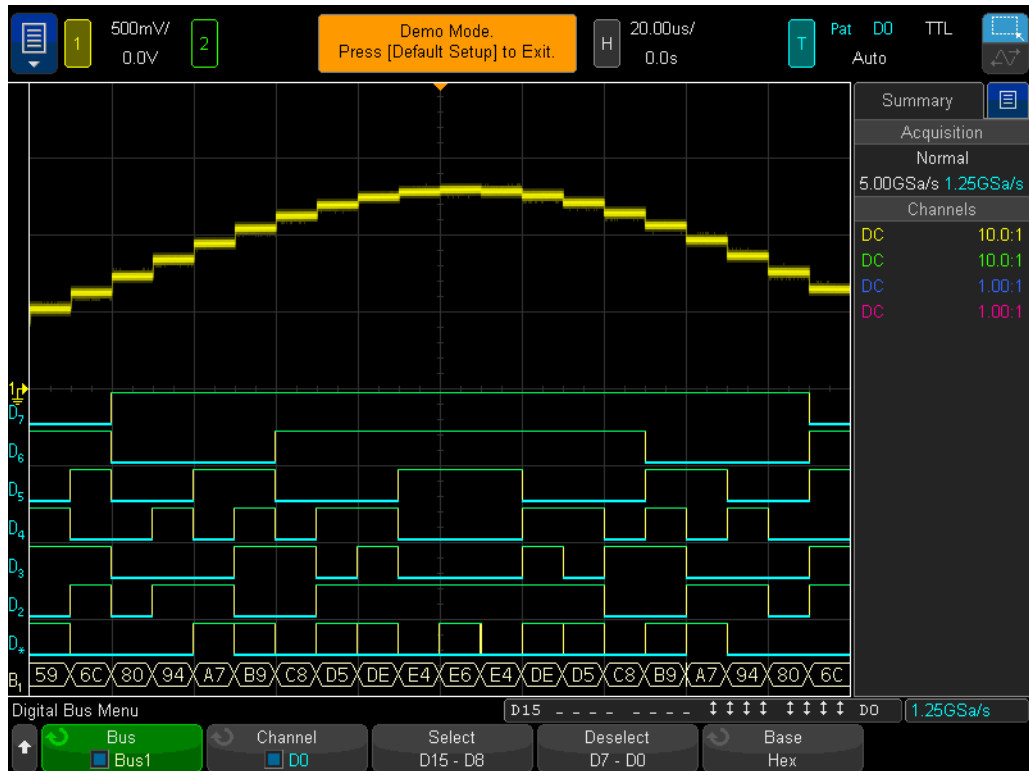 1 500mV/ 2 Demo Mode. H 20.00us/ T Pat D0 TTL
0.0V Press [Default Setup] to Exit. 0.0s Auto
Summary
Acquisition
Normal
5.00GSa/s 1.25GSa/s
Channels
DC 10.0:1
DC 10.0:1
DC 1.00:1
DC 1.00:1
1
D7
D6
D5
D4
D3
D2
D*
B1 59 6C 80 94 A7 B9 C8 D5 DE E4 E6 E4 DE D5 C8 B9 A7 94 80 6C
Digital Bus Menu D15 - - - - - - - - ↕ ↕ ↕ ↕ ↕ ↕ ↕ ↕ D0 1.25GSa/s
Bus Channel Select Deselect Base
Bus1 D0 D15 - D8 D7 - D0 Hex